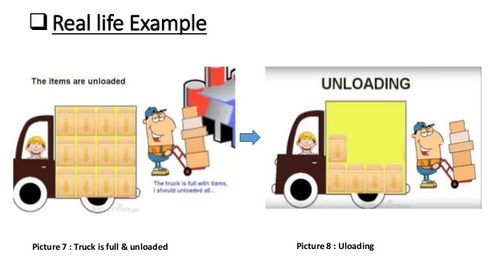 Real life Example
The items are unloaded
The truck is full with items,
I should unloaded all...
UNLOADING
Picture 7 : Truck is full & unloaded
Picture 8 : Uloading